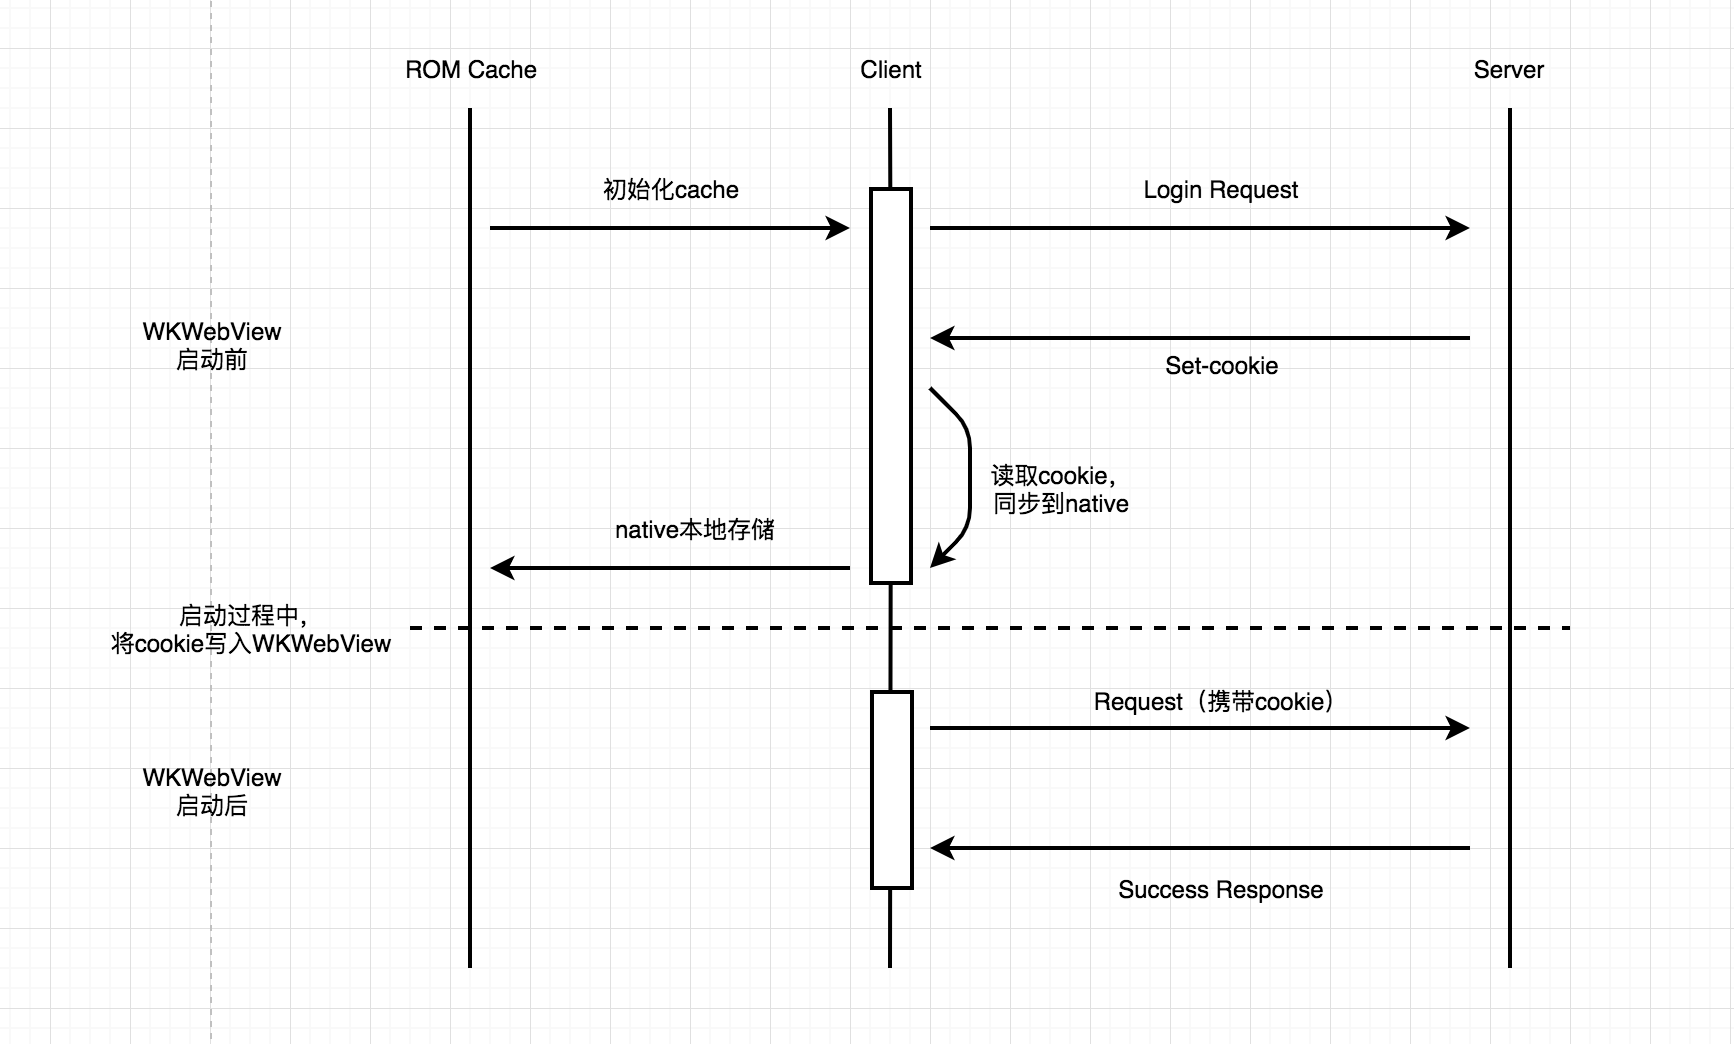 ROM Cache
Client
Server
初始化cache
Login Request
WKWebView
启动前
Set-cookie
读取cookie,
同步到native
native本地存储
启动过程中,
将cookie写入WKWebView
Request（携带cookie）
WKWebView
启动后
Success Response